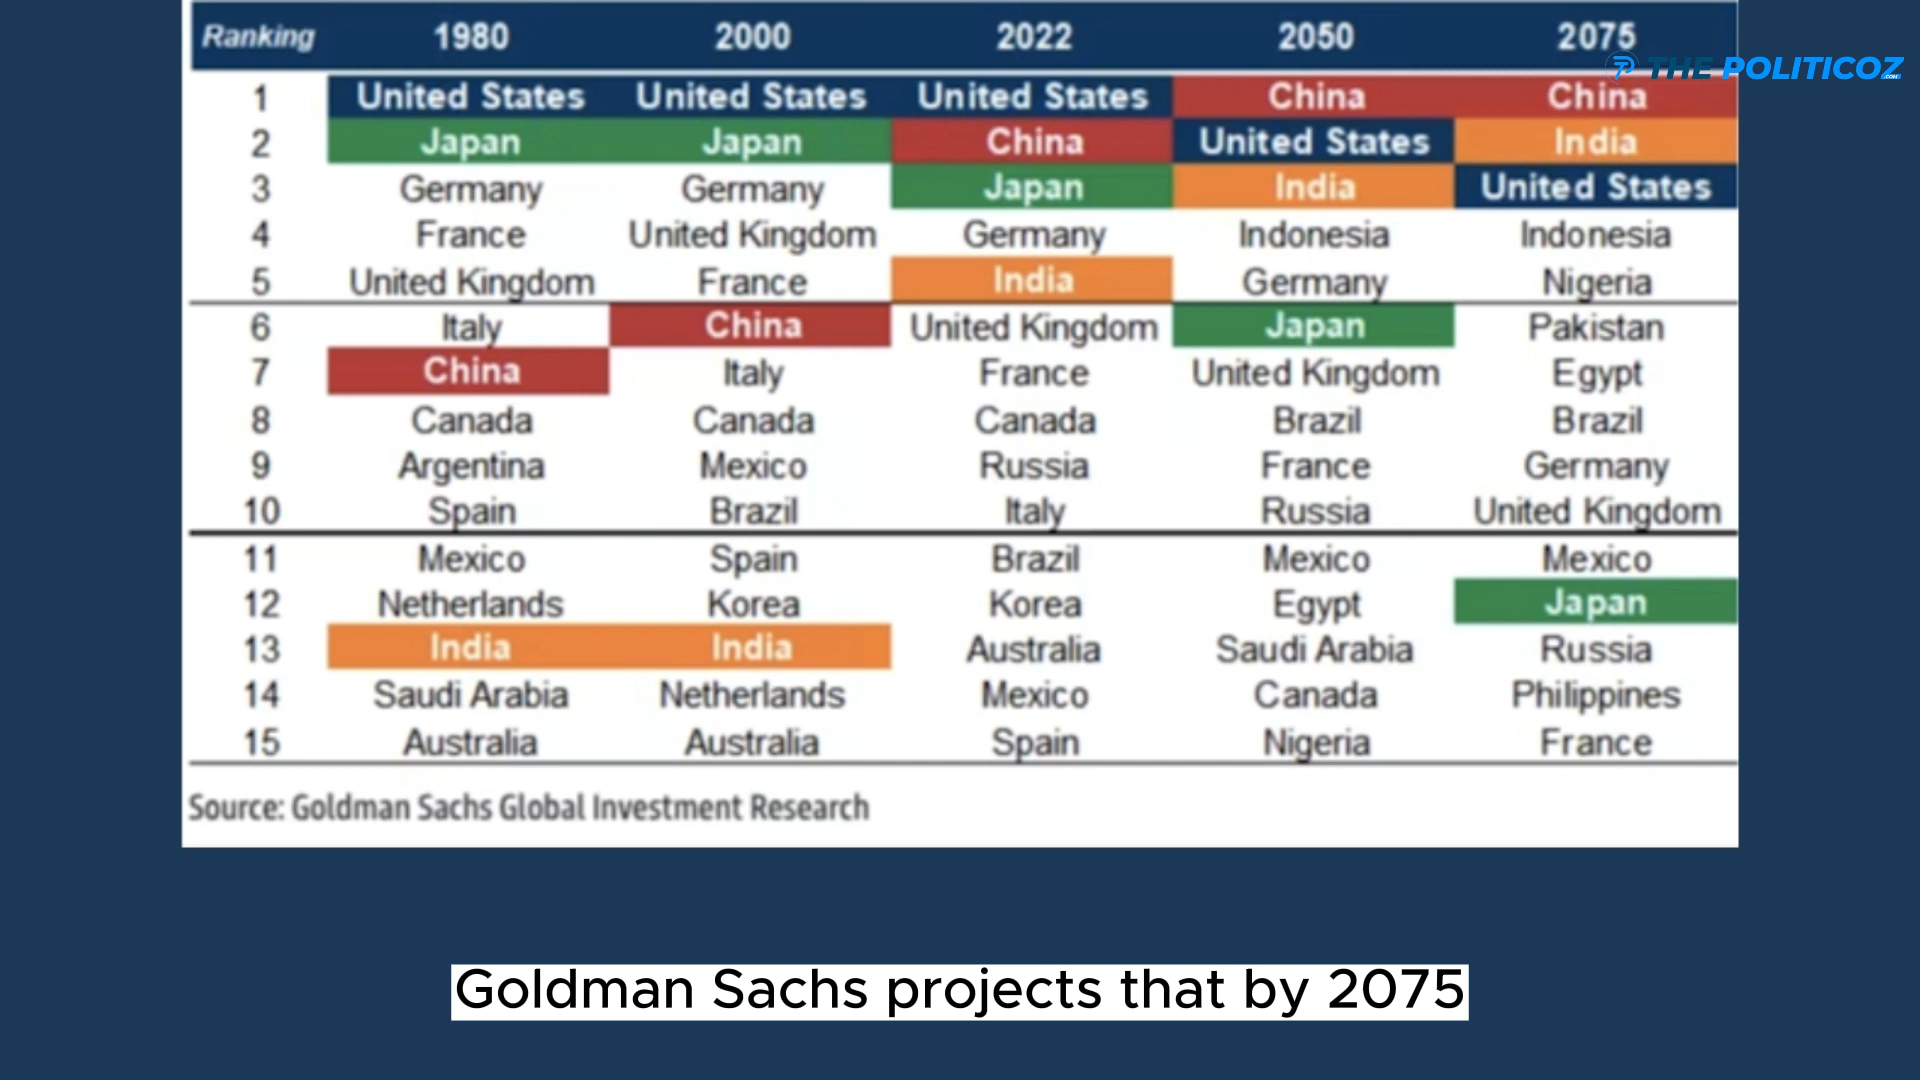 Ranking 1980 2000 2022 2050 2075
THE POLITICOZ .COM
1 United States United States United States China China
2 Japan Japan China United States India
3 Germany Germany Japan India United States
4 France United Kingdom Germany Indonesia Indonesia
5 United Kingdom France India Germany Nigeria
6 Italy China United Kingdom Japan Pakistan
7 China Italy France United Kingdom Egypt
8 Canada Canada Canada Brazil Brazil
9 Argentina Mexico Russia France Germany
10 Spain Brazil Italy Russia United Kingdom
11 Mexico Spain Brazil Mexico Mexico
12 Netherlands Korea Korea Egypt Japan
13 India India Australia Saudi Arabia Russia
14 Saudi Arabia Netherlands Mexico Canada Philippines
15 Australia Australia Spain Nigeria France
Source: Goldman Sachs Global Investment Research
Goldman Sachs projects that by 2075